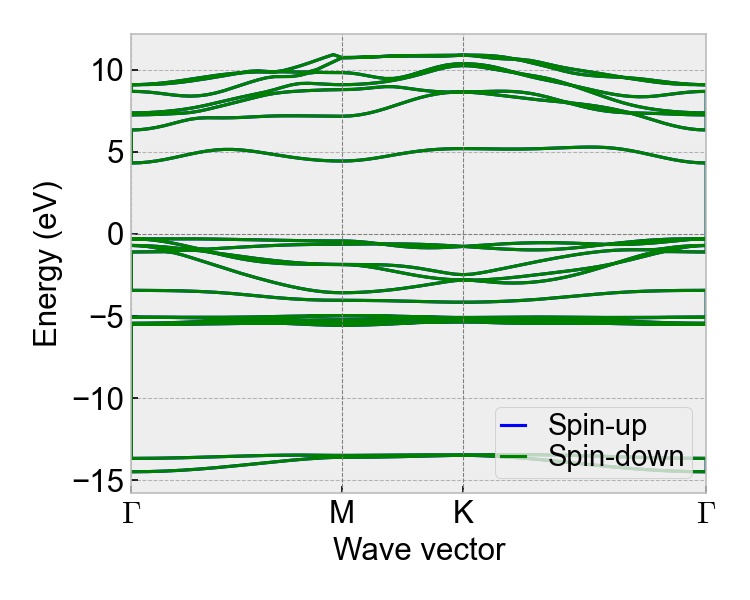 Energy (eV)
10
5
0
−5
−10
−15
Spin-up
Spin-down
Γ M K Γ
Wave vector